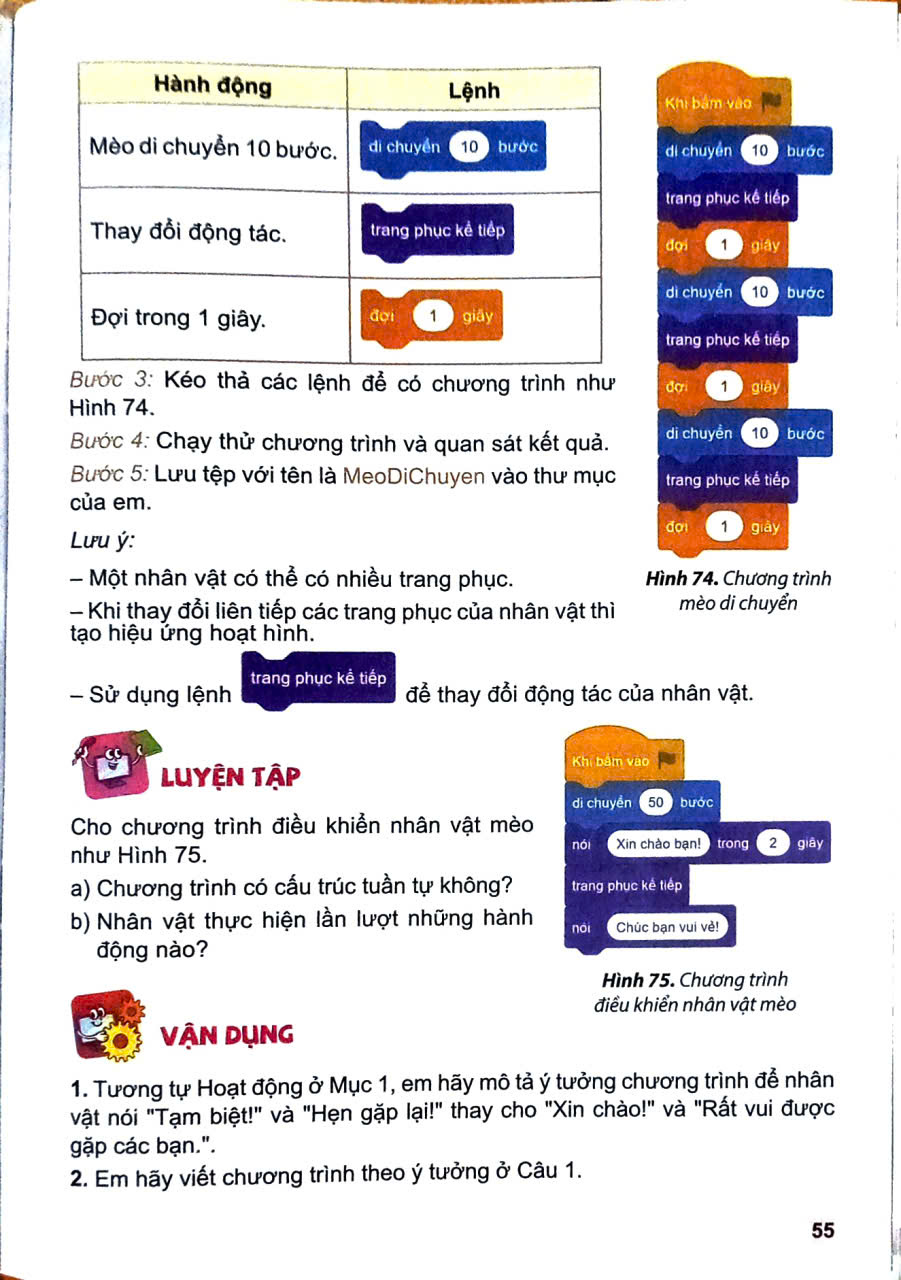 Hành động
Lệnh
Mèo di chuyển 10 bước.
di chuyển 10 bước
Thay đổi động tác.
trang phục kế tiếp
Đợi trong 1 giây.
đợi 1 giây
Khi bấm vào
di chuyển 10 bước
trang phục kế tiếp
đợi 1 giây
di chuyển 10 bước
trang phục kế tiếp
đợi 1 giây
di chuyển 10 bước
trang phục kế tiếp
đợi 1 giây
Hình 74. Chương trình
mèo di chuyển
Bước 3: Kéo thả các lệnh để có chương trình như
Hình 74.
Bước 4: Chạy thử chương trình và quan sát kết quả.
Bước 5: Lưu tệp với tên là MeoDiChuyen vào thư mục
của em.
Lưu ý:
– Một nhân vật có thể có nhiều trang phục.
– Khi thay đổi liên tiếp các trang phục của nhân vật thì
tạo hiệu ứng hoạt hình.
– Sử dụng lệnh trang phục kế tiếp để thay đổi động tác của nhân vật.
LUYỆN TẬP
Cho chương trình điều khiển nhân vật mèo
như Hình 75.
a) Chương trình có cấu trúc tuần tự không?
b) Nhân vật thực hiện lần lượt những hành
động nào?
Khi bấm vào
di chuyển 50 bước
nói Xin chào bạn! trong 2 giây
trang phục kế tiếp
nói Chúc bạn vui vẻ!
Hình 75. Chương trình
điều khiển nhân vật mèo
VẬN DỤNG
1. Tương tự Hoạt động ở Mục 1, em hãy mô tả ý tưởng chương trình để nhân
vật nói "Tạm biệt!" và "Hẹn gặp lại!" thay cho "Xin chào!" và "Rất vui được
gặp các bạn.".
2. Em hãy viết chương trình theo ý tưởng ở Câu 1.
55